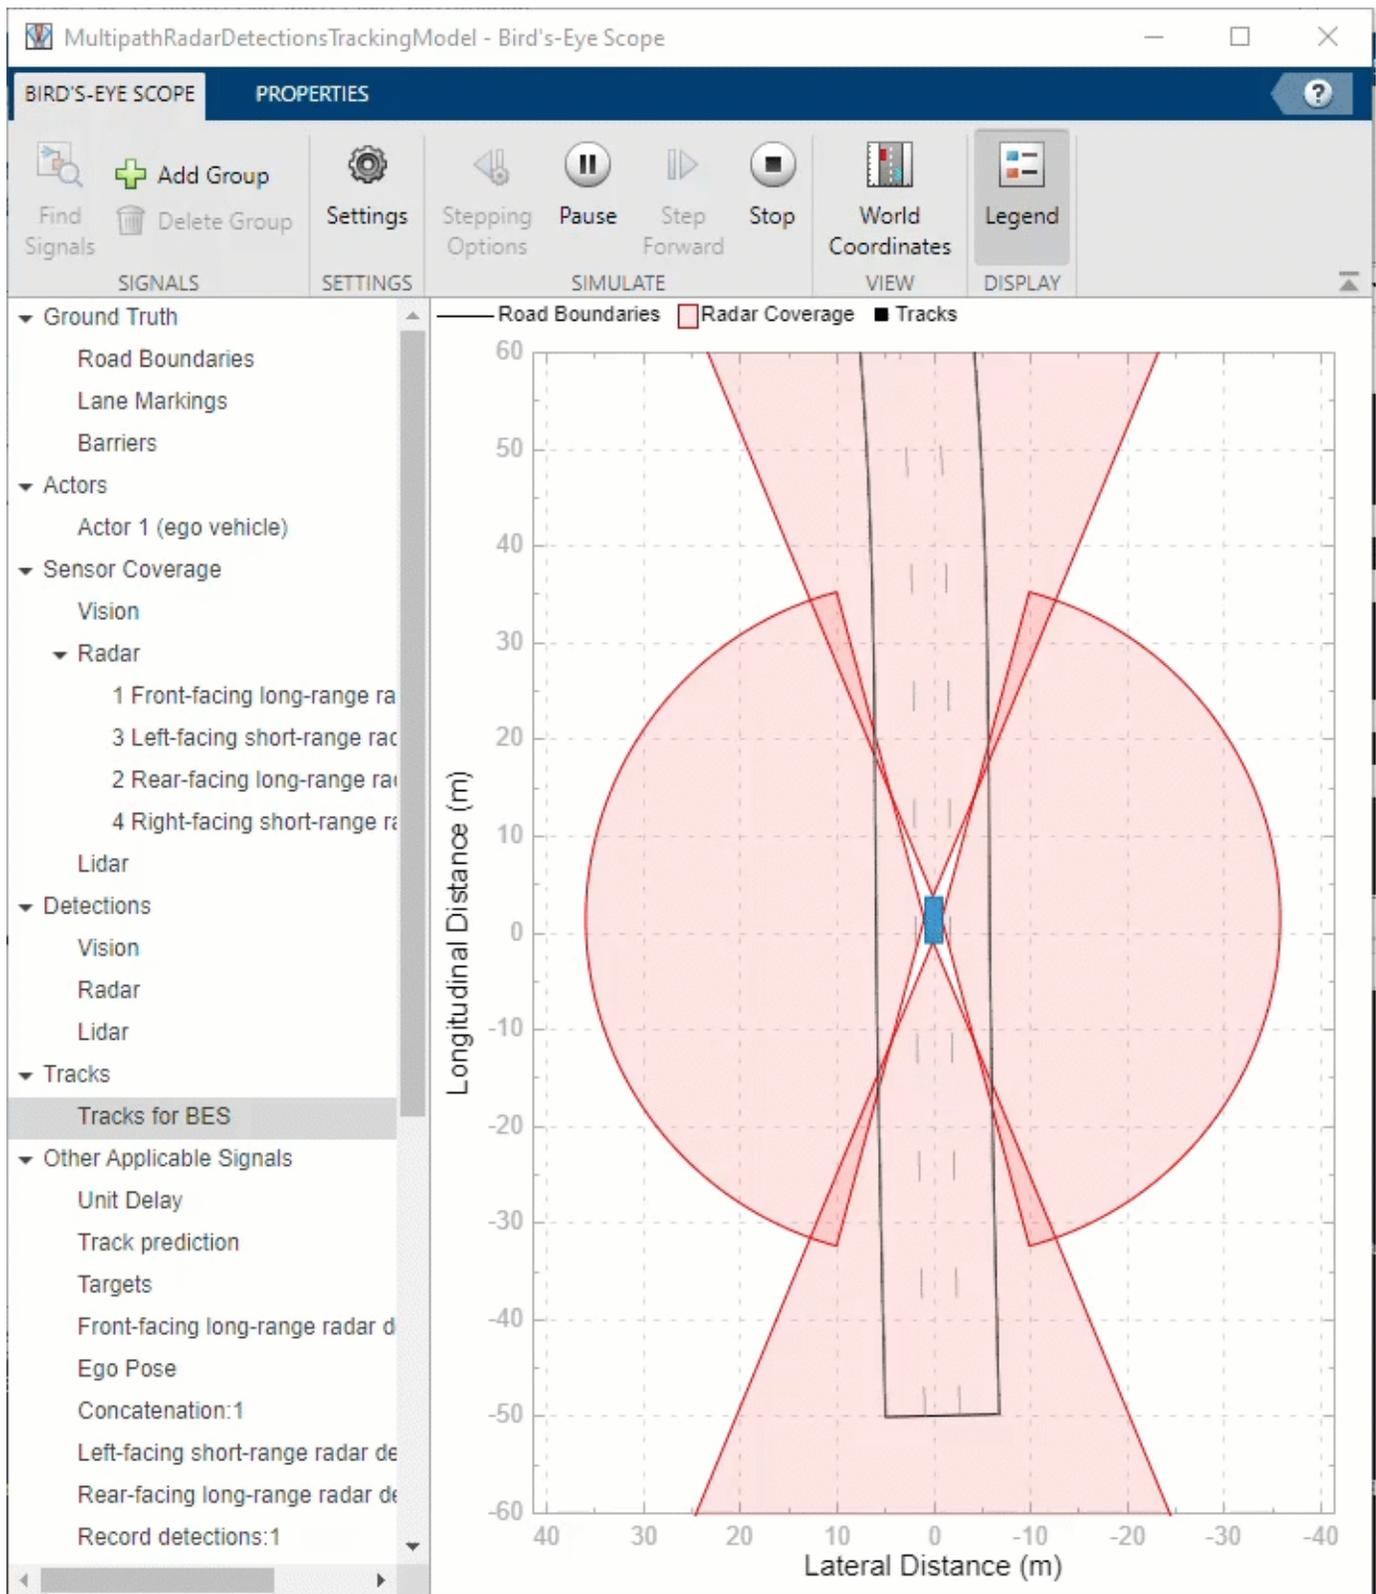 MultipathRadarDetectionsTrackingModel - Bird's-Eye Scope
BIRD'S-EYE SCOPE
PROPERTIES
?
Find Signals
Add Group
Delete Group
SIGNALS
Settings
SETTINGS
Stepping Options
Pause
Step Forward
Stop
SIMULATE
World Coordinates
VIEW
Legend
DISPLAY
Ground Truth
Road Boundaries
Lane Markings
Barriers
Actors
Actor 1 (ego vehicle)
Sensor Coverage
Vision
Radar
1 Front-facing long-range ra
3 Left-facing short-range rad
2 Rear-facing long-range ra
4 Right-facing short-range ra
Lidar
Detections
Vision
Radar
Lidar
Tracks
Tracks for BES
Other Applicable Signals
Unit Delay
Track prediction
Targets
Front-facing long-range radar d
Ego Pose
Concatenation:1
Left-facing short-range radar de
Rear-facing long-range radar de
Record detections:1
Road Boundaries Radar Coverage Tracks
60
50
40
30
20
10
0
-10
-20
-30
-40
-50
-60
Longitudinal Distance (m)
40 30 20 10 0 -10 -20 -30 -40
Lateral Distance (m)